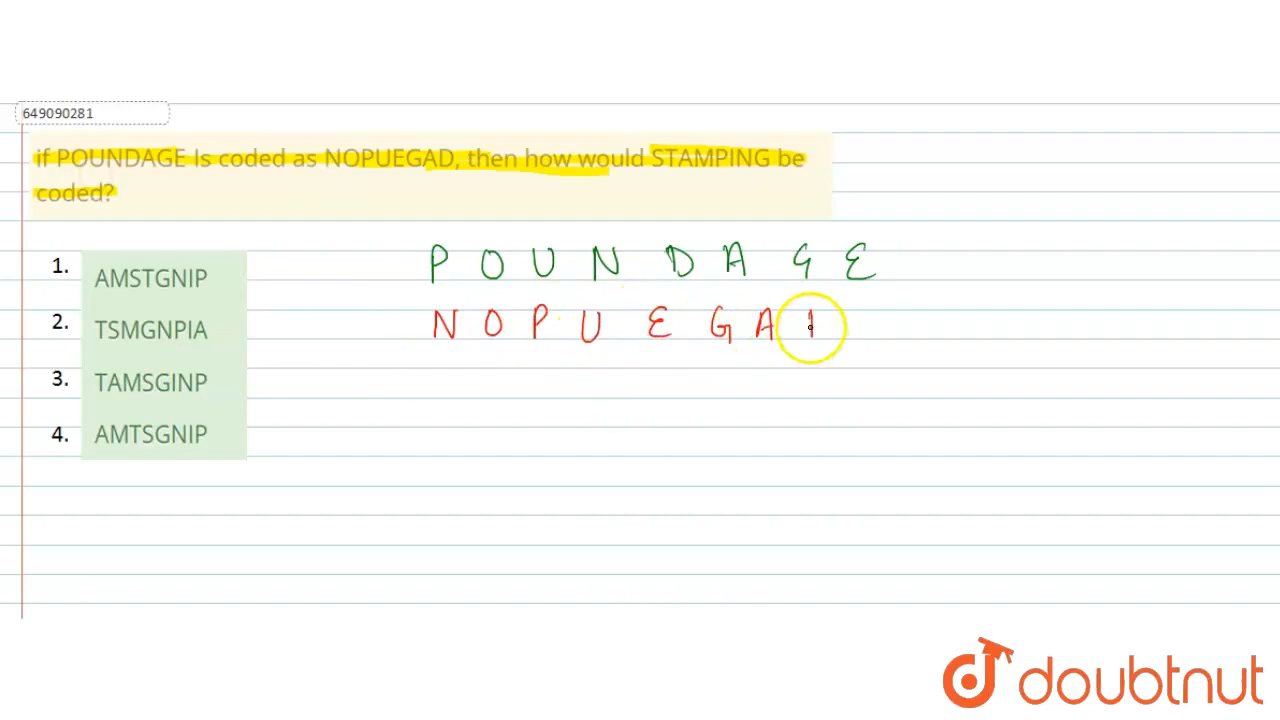 649090281
if POUNDAGE Is coded as NOPUEGAD, then how would STAMPING be
coded?
1. AMSTGNIP
2. TSMGNPIA
3. TAMSGINP
4. AMTSGNIP
P O U N D A G E
N O P U E G A
doubtnut